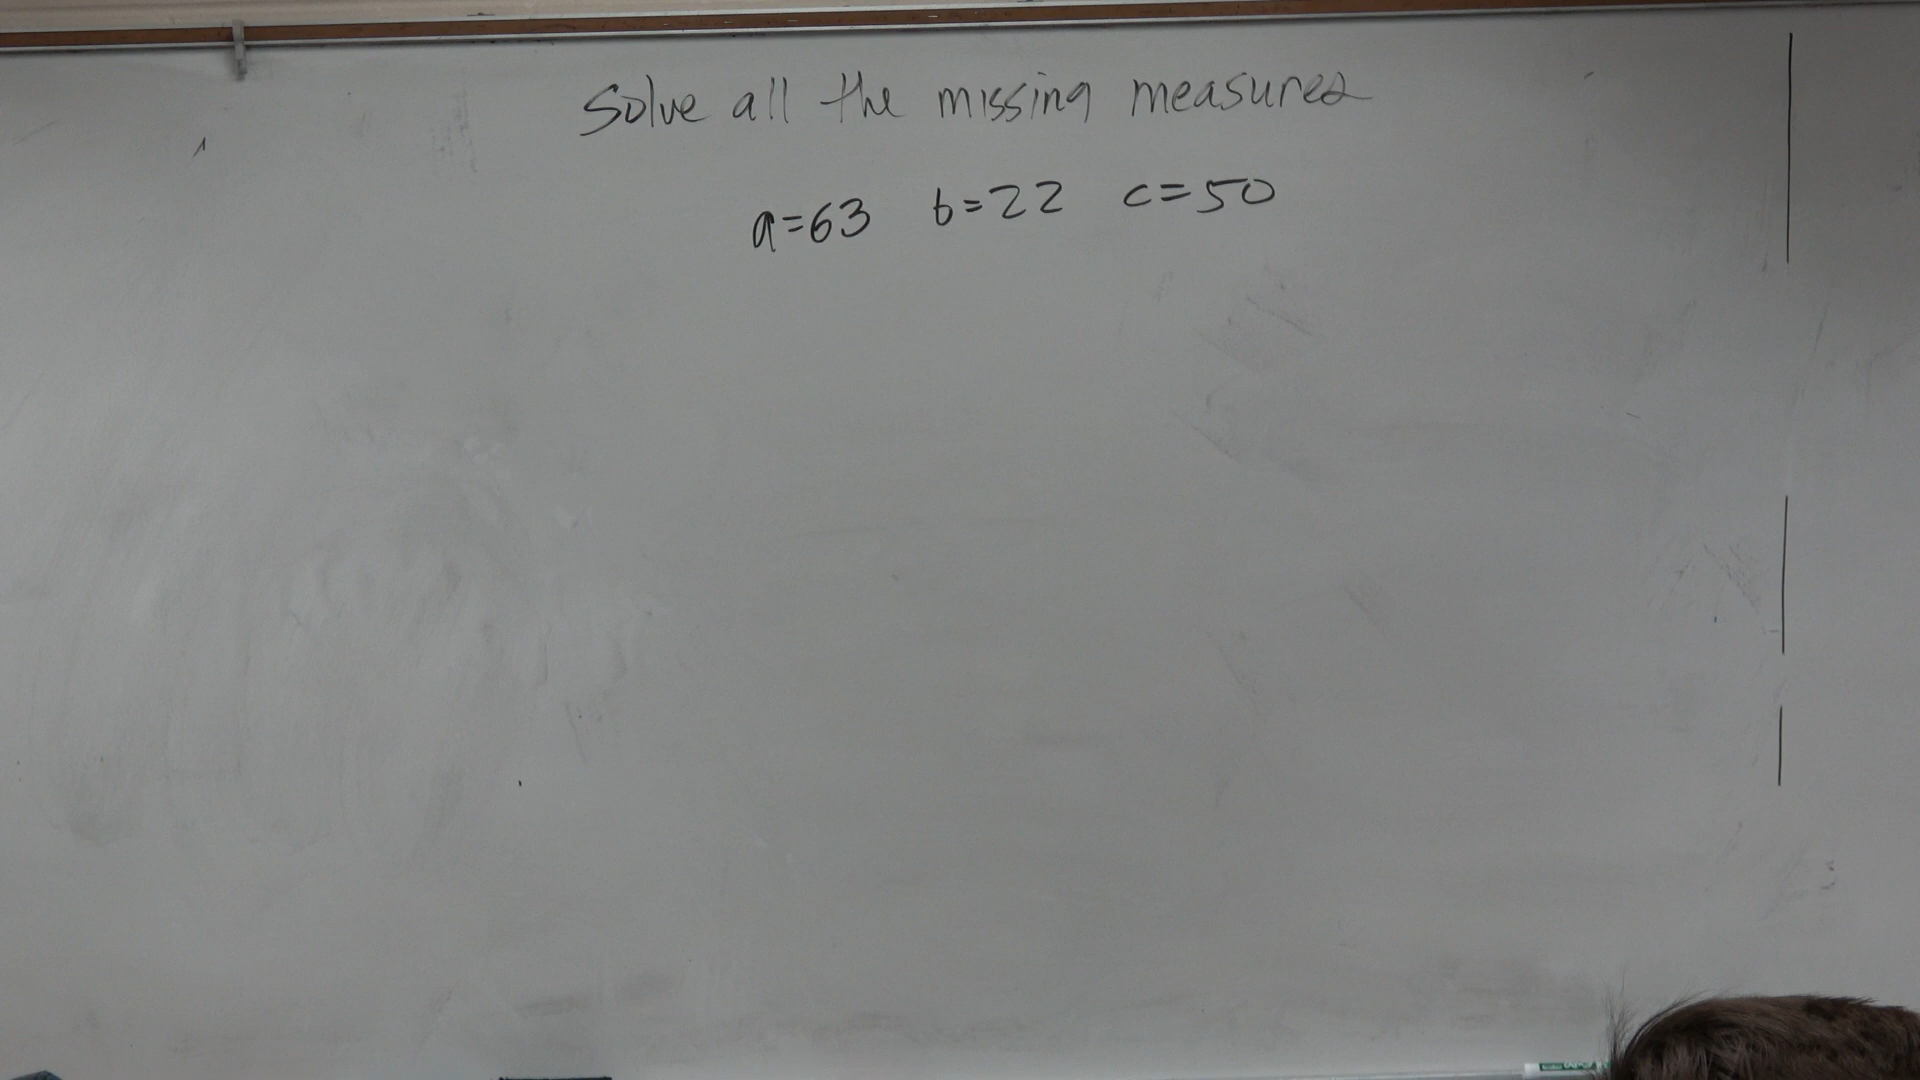 Solve all the missing measures
a=63 b=22 c=50